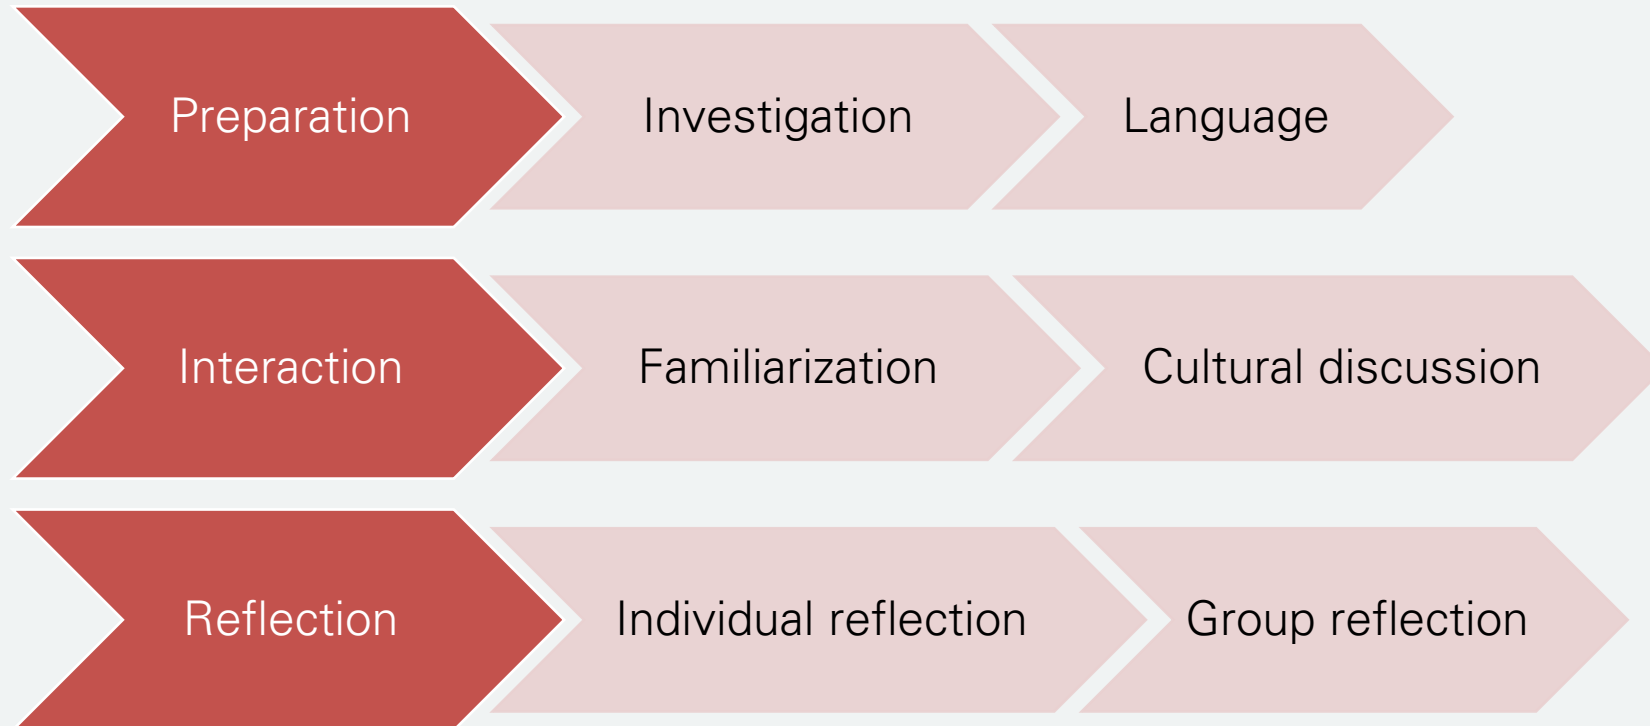 Preparation
Investigation
Language
Interaction
Familiarization
Cultural discussion
Reflection
Individual reflection
Group reflection